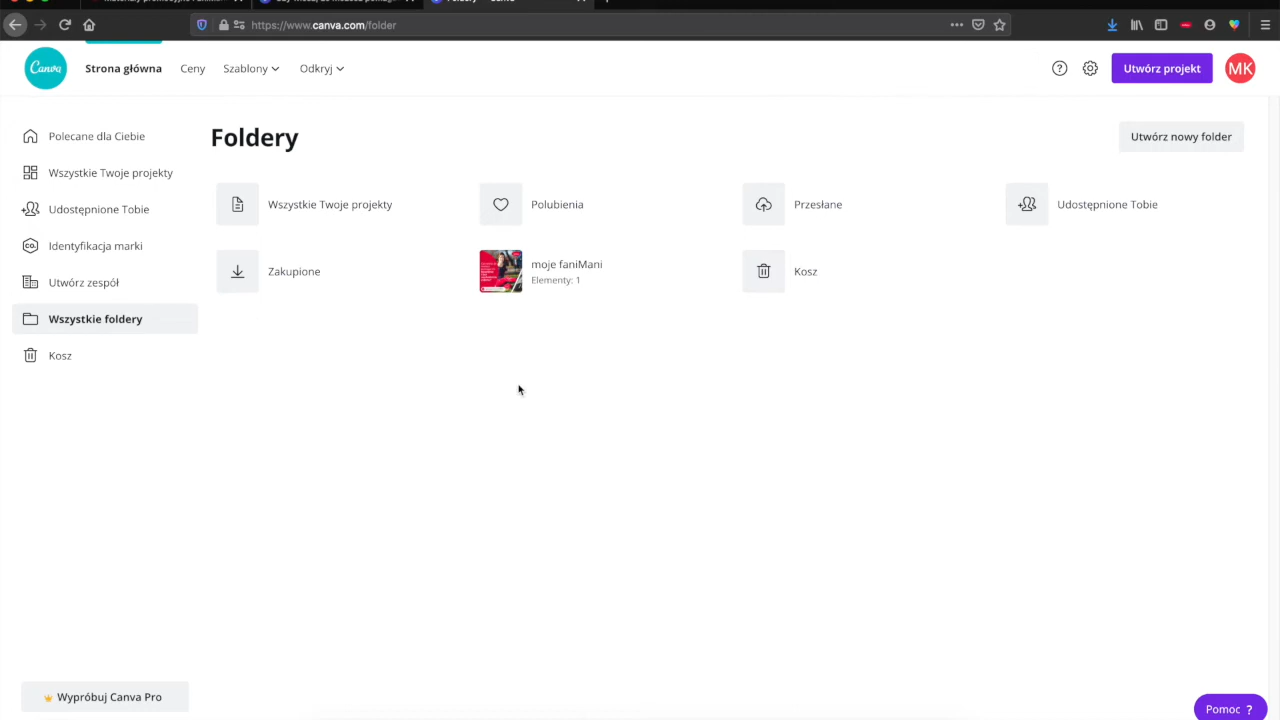 https://www.canva.com/folder
Canva
Strona główna
Ceny
Szablony
Odkryj
Utwórz projekt
MK
Polecane dla Ciebie
Wszystkie Twoje projekty
Udostępnione Tobie
Identyfikacja marki
Utwórz zespół
Wszystkie foldery
Kosz
Foldery
Utwórz nowy folder
Wszystkie Twoje projekty
Polubienia
Przesłane
Udostępnione Tobie
Zakupione
moje faniMani
Elementy: 1
Kosz
Wypróbuj Canva Pro
Pomoc ?